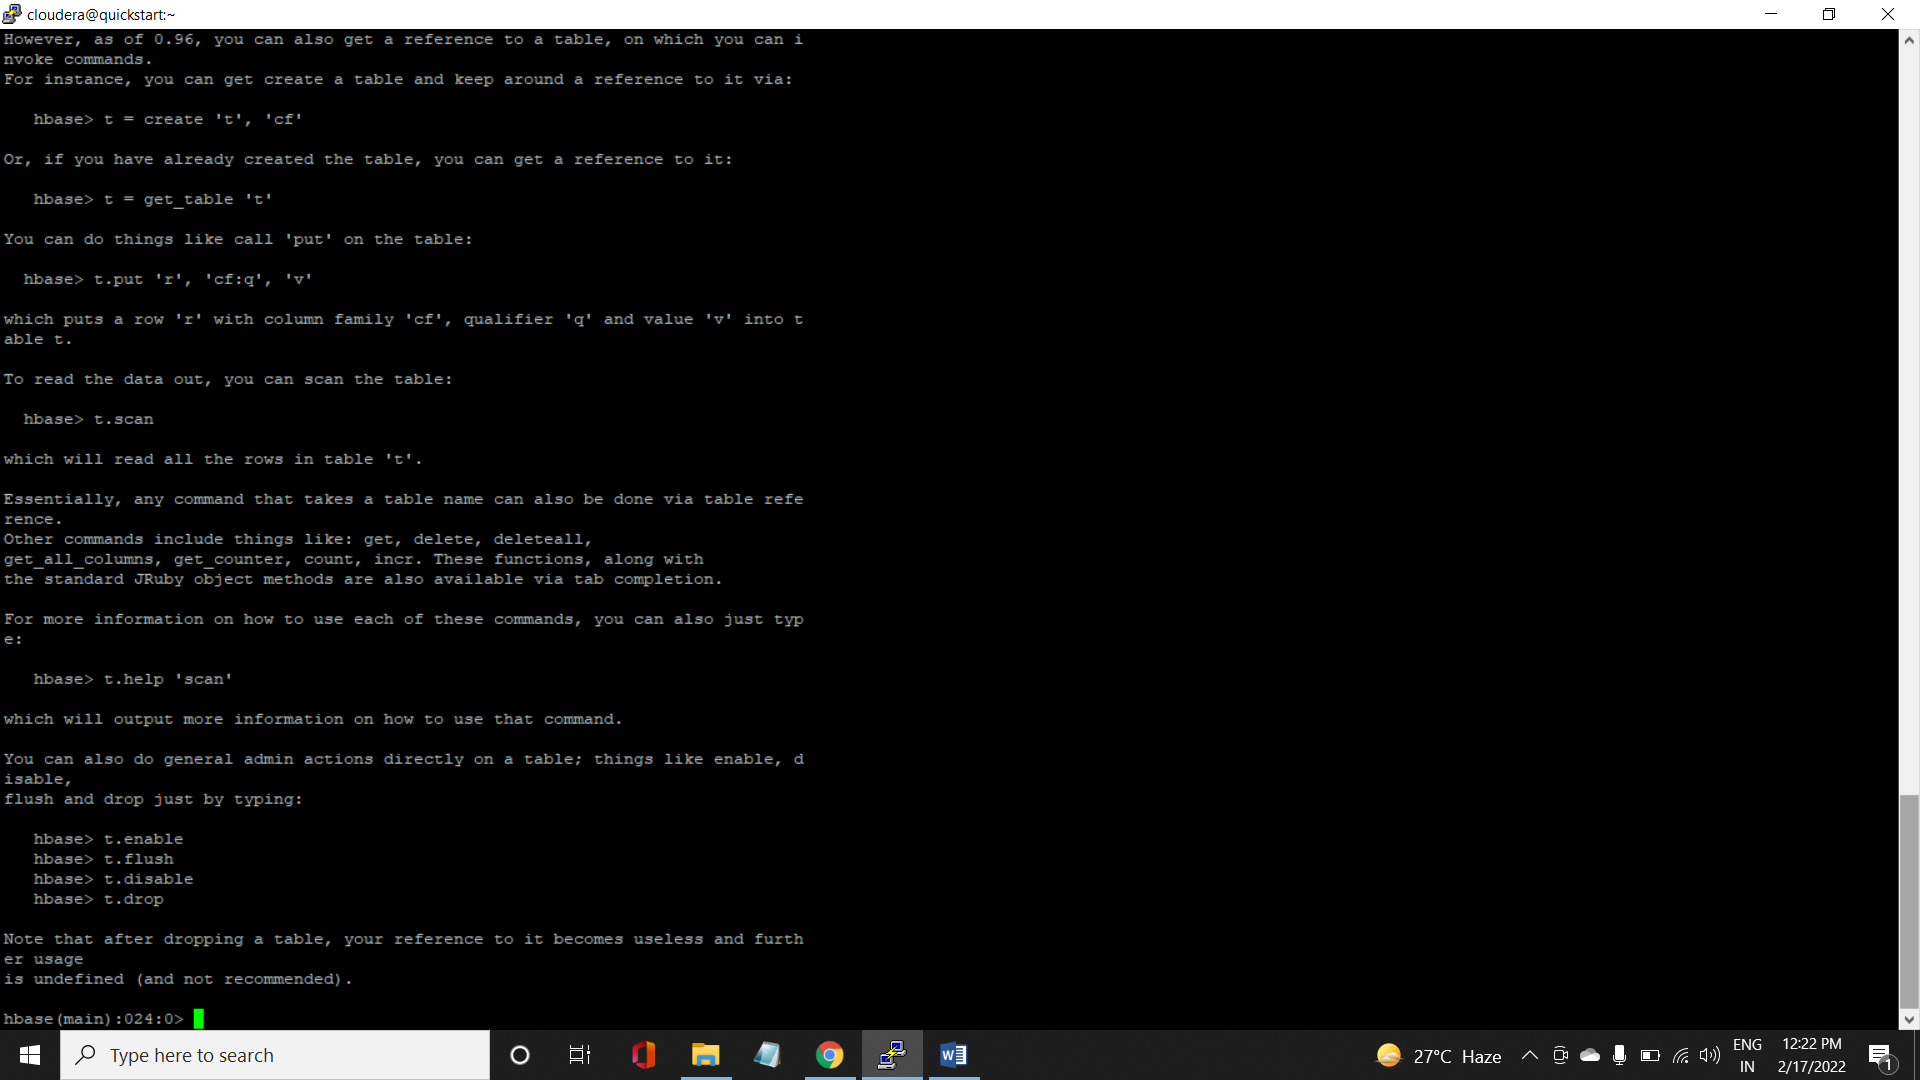 cloudera@quickstart:~
However, as of 0.96, you can also get a reference to a table, on which you can i
nvoke commands.
For instance, you can get create a table and keep around a reference to it via:
hbase> t = create 't', 'cf'
Or, if you have already created the table, you can get a reference to it:
hbase> t = get_table 't'
You can do things like call 'put' on the table:
hbase> t.put 'r', 'cf:q', 'v'
which puts a row 'r' with column family 'cf', qualifier 'q' and value 'v' into t
able t.
To read the data out, you can scan the table:
hbase> t.scan
which will read all the rows in table 't'.
Essentially, any command that takes a table name can also be done via table refe
rence.
Other commands include things like: get, delete, deleteall,
get_all_columns, get_counter, count, incr. These functions, along with
the standard JRuby object methods are also available via tab completion.
For more information on how to use each of these commands, you can also just typ
e:
hbase> t.help 'scan'
which will output more information on how to use that command.
You can also do general admin actions directly on a table; things like enable, d
isable,
flush and drop just by typing:
hbase> t.enable
hbase> t.flush
hbase> t.disable
hbase> t.drop
Note that after dropping a table, your reference to it becomes useless and furth
er usage
is undefined (and not recommended).
hbase(main):024:0>
Type here to search
27°C Haze
ENG
IN
12:22 PM
2/17/2022
1